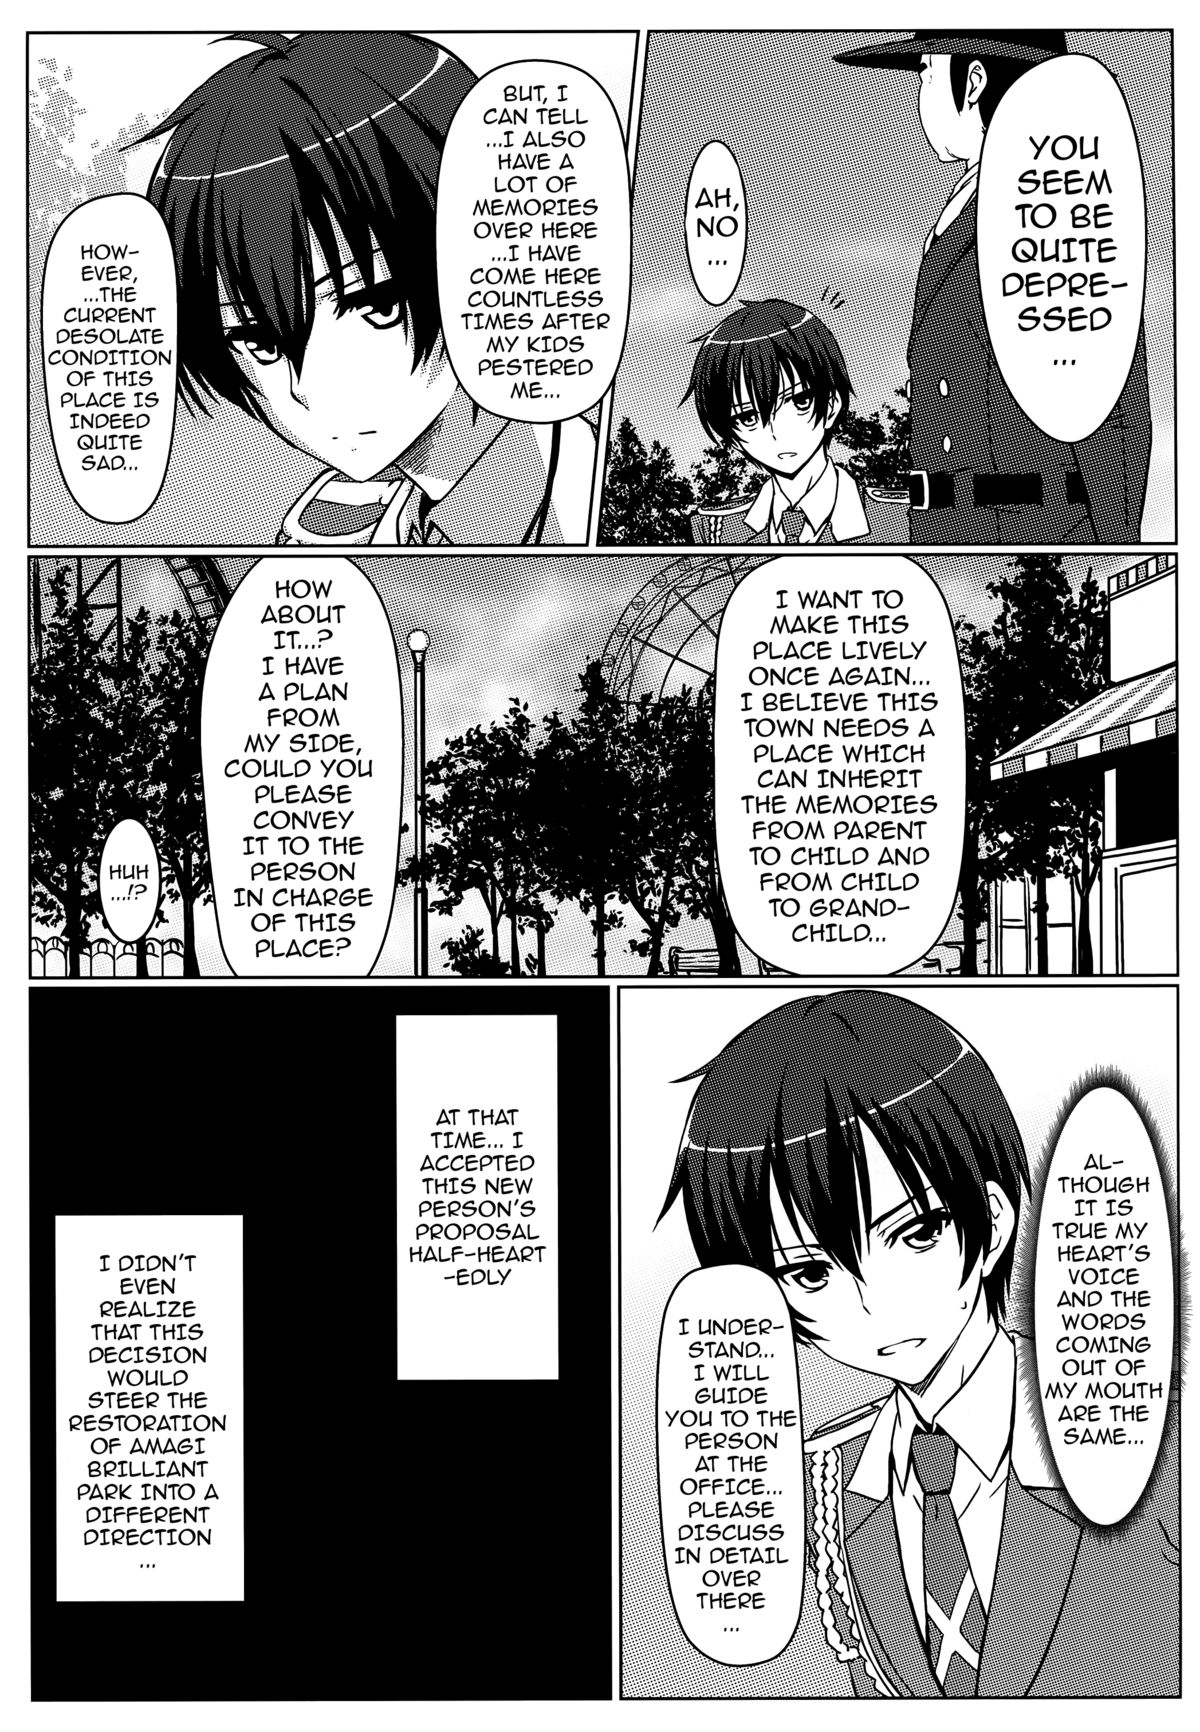 YOU
SEEM
TO BE
QUITE
DEPRE-
SSED
...
AH,
NO
...
BUT, I
CAN TELL
...I ALSO
HAVE A
LOT OF
MEMORIES
OVER HERE
...I HAVE
COME HERE
COUNTLESS
TIMES AFTER
MY KIDS
PESTERED
ME...
HOW-
EVER,
...THE
CURRENT
DESOLATE
CONDITION
OF THIS
PLACE IS
INDEED
QUITE
SAD...
I WANT TO
MAKE THIS
PLACE LIVELY
ONCE AGAIN...
I BELIEVE THIS
TOWN NEEDS A
PLACE WHICH
CAN INHERIT
THE MEMORIES
FROM PARENT
TO CHILD AND
FROM CHILD
TO GRAND-
CHILD...
HOW
ABOUT
IT...?
I HAVE
A PLAN
FROM
MY SIDE,
COULD YOU
PLEASE
CONVEY
IT TO THE
PERSON
IN CHARGE
OF THIS
PLACE?
HUH
...!?
AL-
THOUGH
IT IS
TRUE MY
HEART'S
VOICE
AND THE
WORDS
COMING
OUT OF
MY MOUTH
ARE THE
SAME...
I UNDER-
STAND...
I WILL
GUIDE
YOU TO THE
PERSON
AT THE
OFFICE...
PLEASE
DISCUSS
IN DETAIL
OVER
THERE
...
AT THAT
TIME... I
ACCEPTED
THIS NEW
PERSON'S
PROPOSAL
HALF-HEART
-EDLY
I DIDN'T
EVEN
REALIZE
THAT THIS
DECISION
WOULD
STEER THE
RESTORATION
OF AMAGI
BRILLIANT
PARK INTO A
DIFFERENT
DIRECTION
...